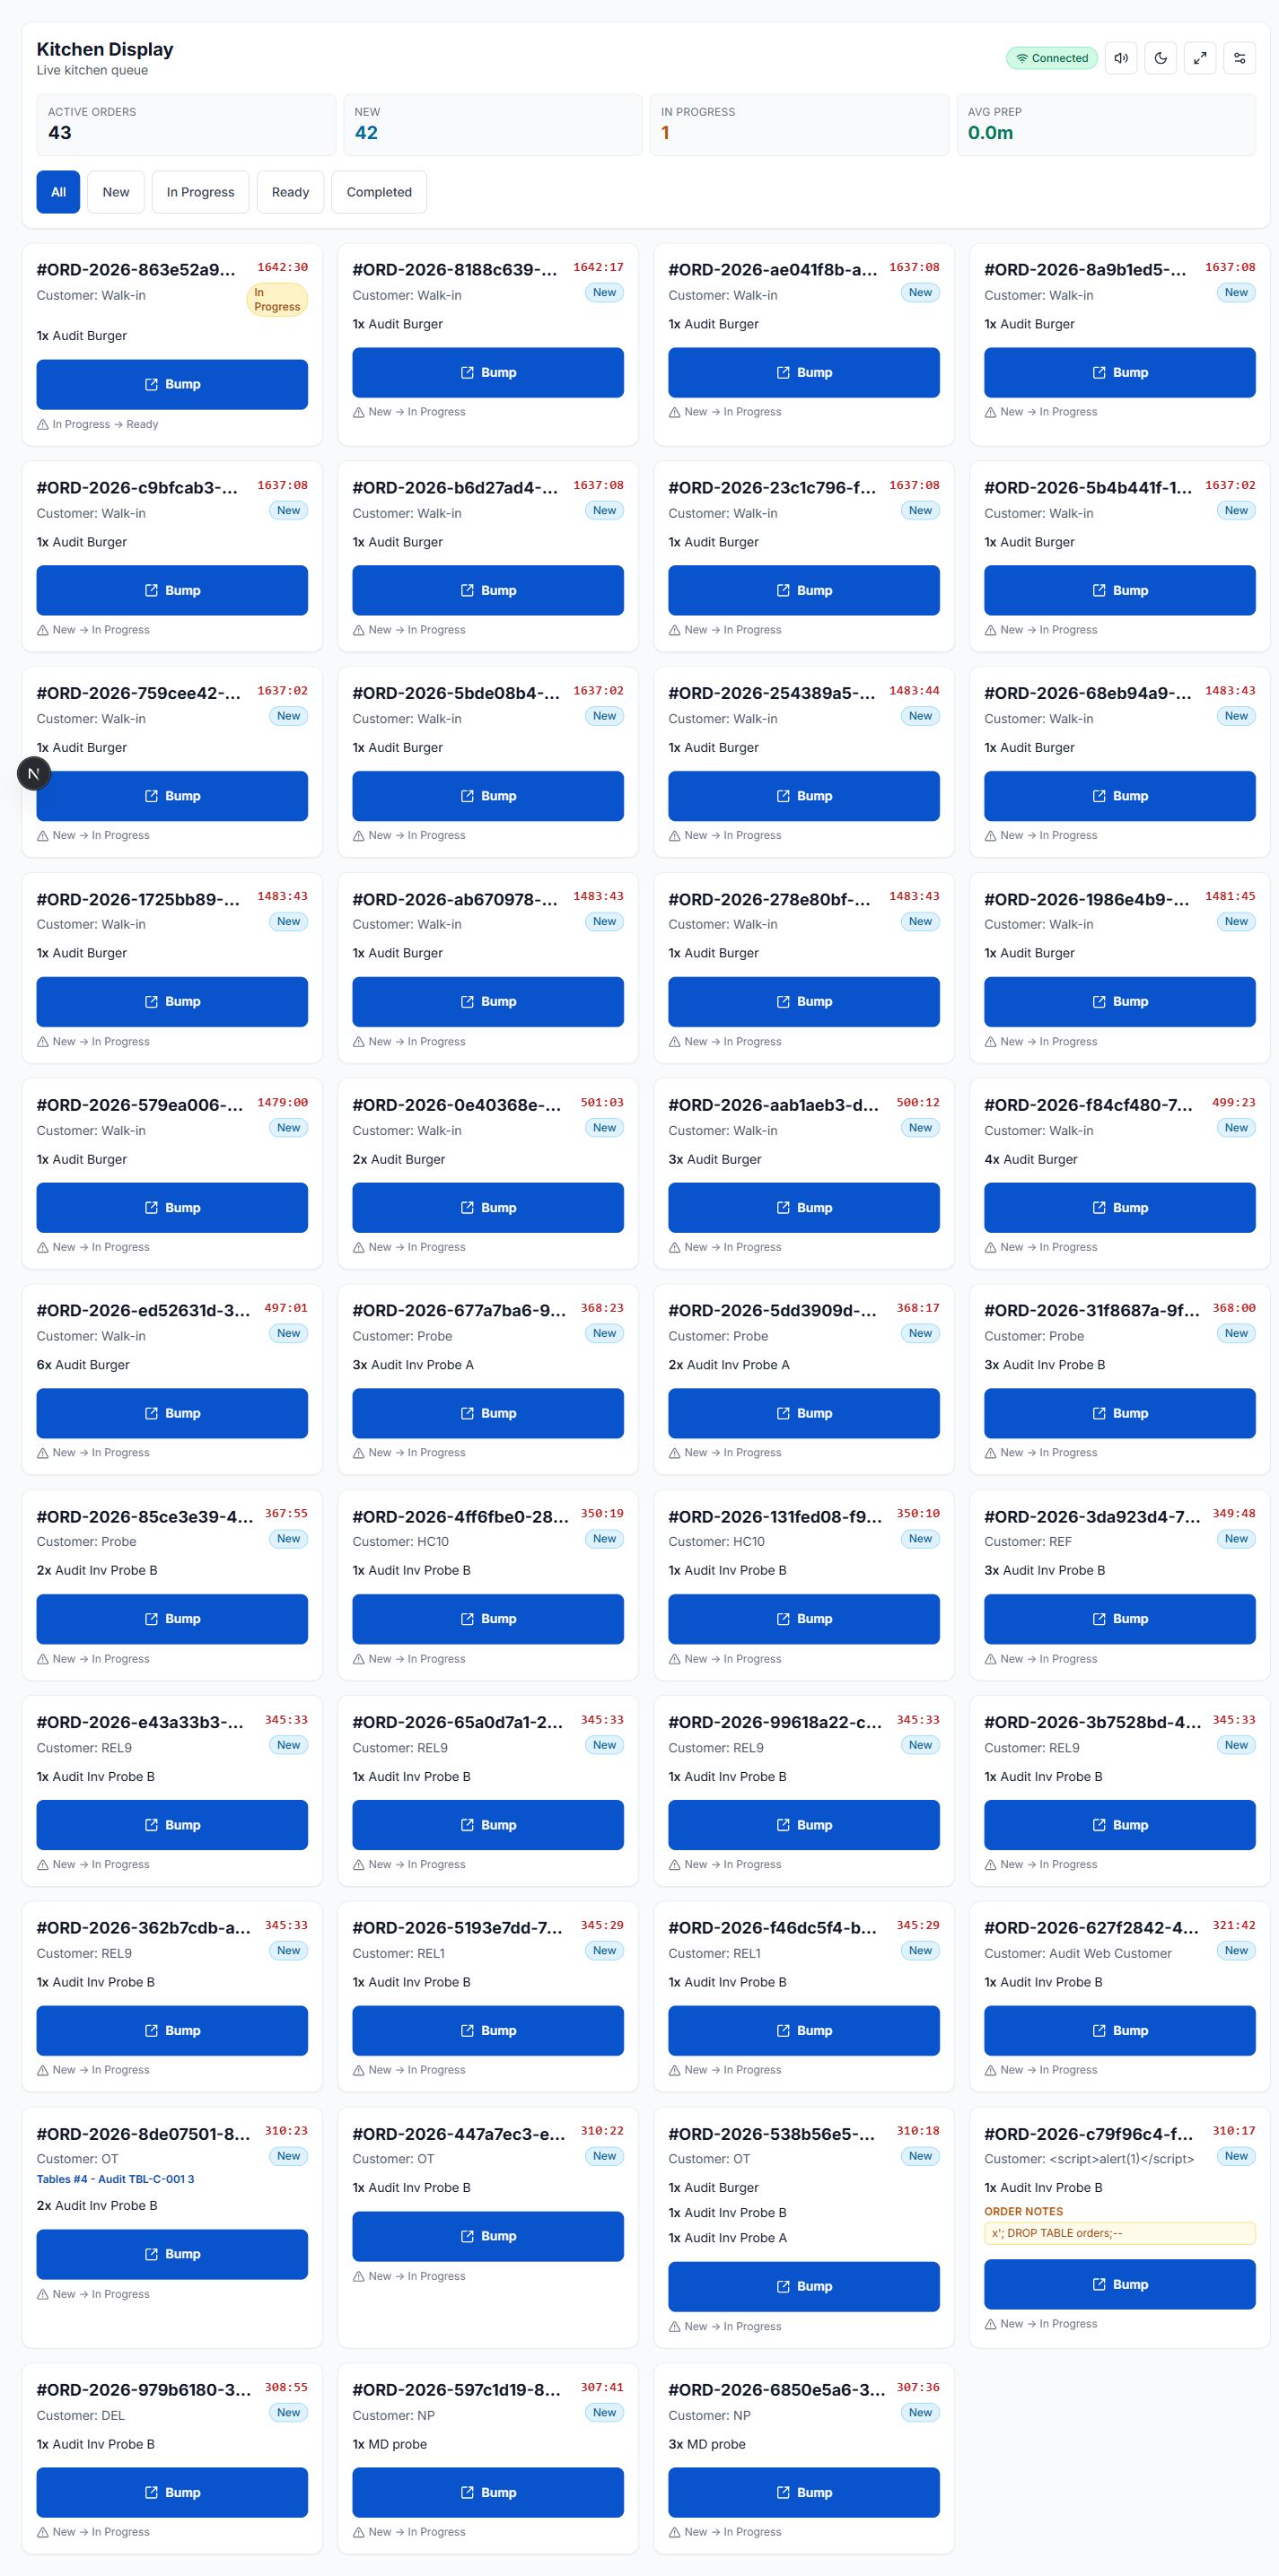 Kitchen Display
Live kitchen queue
Connected
ACTIVE ORDERS
43
NEW
42
IN PROGRESS
1
AVG PREP
0.0m
All
New
In Progress
Ready
Completed
#ORD-2026-863e52a9... 1642:30
Customer: Walk-in
In Progress
1x Audit Burger
Bump
In Progress → Ready
#ORD-2026-8188c639-... 1642:17
Customer: Walk-in New
1x Audit Burger
Bump
New → In Progress
#ORD-2026-ae041f8b-a... 1637:08
Customer: Walk-in New
1x Audit Burger
Bump
New → In Progress
#ORD-2026-8a9b1ed5-... 1637:08
Customer: Walk-in New
1x Audit Burger
Bump
New → In Progress
#ORD-2026-c9bfcab3-... 1637:08
Customer: Walk-in New
1x Audit Burger
Bump
New → In Progress
#ORD-2026-b6d27ad4-... 1637:08
Customer: Walk-in New
1x Audit Burger
Bump
New → In Progress
#ORD-2026-23c1c796-f... 1637:08
Customer: Walk-in New
1x Audit Burger
Bump
New → In Progress
#ORD-2026-5b4b441f-1... 1637:02
Customer: Walk-in New
1x Audit Burger
Bump
New → In Progress
#ORD-2026-759cee42-... 1637:02
Customer: Walk-in New
1x Audit Burger
N
Bump
New → In Progress
#ORD-2026-5bde08b4-... 1637:02
Customer: Walk-in New
1x Audit Burger
Bump
New → In Progress
#ORD-2026-254389a5-... 1483:44
Customer: Walk-in New
1x Audit Burger
Bump
New → In Progress
#ORD-2026-68eb94a9-... 1483:43
Customer: Walk-in New
1x Audit Burger
Bump
New → In Progress
#ORD-2026-1725bb89-... 1483:43
Customer: Walk-in New
1x Audit Burger
Bump
New → In Progress
#ORD-2026-ab670978-... 1483:43
Customer: Walk-in New
1x Audit Burger
Bump
New → In Progress
#ORD-2026-278e80bf-... 1483:43
Customer: Walk-in New
1x Audit Burger
Bump
New → In Progress
#ORD-2026-1986e4b9-... 1481:45
Customer: Walk-in New
1x Audit Burger
Bump
New → In Progress
#ORD-2026-579ea006-... 1479:00
Customer: Walk-in New
1x Audit Burger
Bump
New → In Progress
#ORD-2026-0e40368e-... 501:03
Customer: Walk-in New
2x Audit Burger
Bump
New → In Progress
#ORD-2026-aab1aeb3-d... 500:12
Customer: Walk-in New
3x Audit Burger
Bump
New → In Progress
#ORD-2026-f84cf480-7... 499:23
Customer: Walk-in New
4x Audit Burger
Bump
New → In Progress
#ORD-2026-ed52631d-3... 497:01
Customer: Walk-in New
6x Audit Burger
Bump
New → In Progress
#ORD-2026-677a7ba6-9... 368:23
Customer: Probe New
3x Audit Inv Probe A
Bump
New → In Progress
#ORD-2026-5dd3909d-... 368:17
Customer: Probe New
2x Audit Inv Probe A
Bump
New → In Progress
#ORD-2026-31f8687a-9f... 368:00
Customer: Probe New
3x Audit Inv Probe B
Bump
New → In Progress
#ORD-2026-85ce3e39-4... 367:55
Customer: Probe New
2x Audit Inv Probe B
Bump
New → In Progress
#ORD-2026-4ff6fbe0-28... 350:19
Customer: HC10 New
1x Audit Inv Probe B
Bump
New → In Progress
#ORD-2026-131fed08-f9... 350:10
Customer: HC10 New
1x Audit Inv Probe B
Bump
New → In Progress
#ORD-2026-3da923d4-7... 349:48
Customer: REF New
3x Audit Inv Probe B
Bump
New → In Progress
#ORD-2026-e43a33b3-... 345:33
Customer: REL9 New
1x Audit Inv Probe B
Bump
New → In Progress
#ORD-2026-65a0d7a1-2... 345:33
Customer: REL9 New
1x Audit Inv Probe B
Bump
New → In Progress
#ORD-2026-99618a22-c... 345:33
Customer: REL9 New
1x Audit Inv Probe B
Bump
New → In Progress
#ORD-2026-3b7528bd-4... 345:33
Customer: REL9 New
1x Audit Inv Probe B
Bump
New → In Progress
#ORD-2026-362b7cdb-a... 345:33
Customer: REL9 New
1x Audit Inv Probe B
Bump
New → In Progress
#ORD-2026-5193e7dd-7... 345:29
Customer: REL1 New
1x Audit Inv Probe B
Bump
New → In Progress
#ORD-2026-f46dc5f4-b... 345:29
Customer: REL1 New
1x Audit Inv Probe B
Bump
New → In Progress
#ORD-2026-627f2842-4... 321:42
Customer: Audit Web Customer New
1x Audit Inv Probe B
Bump
New → In Progress
#ORD-2026-8de07501-8... 310:23
Customer: OT New
Tables #4 - Audit TBL-C-001 3
2x Audit Inv Probe B
Bump
New → In Progress
#ORD-2026-447a7ec3-e... 310:22
Customer: OT New
1x Audit Inv Probe B
Bump
New → In Progress
#ORD-2026-538b56e5-... 310:18
Customer: OT New
1x Audit Burger
1x Audit Inv Probe B
1x Audit Inv Probe A
Bump
New → In Progress
#ORD-2026-c79f96c4-f... 310:17
Customer: <script>alert(1)</script> New
1x Audit Inv Probe B
ORDER NOTES
x'; DROP TABLE orders;--
Bump
New → In Progress
#ORD-2026-979b6180-3... 308:55
Customer: DEL New
1x Audit Inv Probe B
Bump
New → In Progress
#ORD-2026-597c1d19-8... 307:41
Customer: NP New
1x MD probe
Bump
New → In Progress
#ORD-2026-6850e5a6-3... 307:36
Customer: NP New
3x MD probe
Bump
New → In Progress